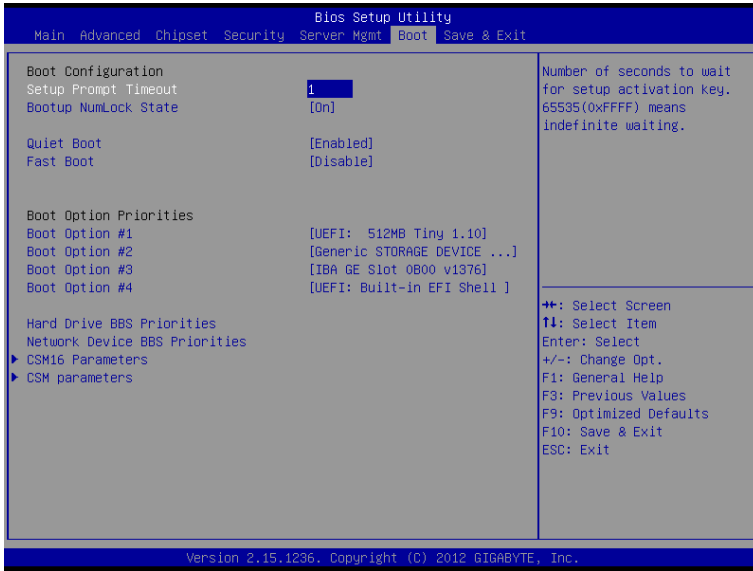 Bios Setup Utility
Main Advanced Chipset Security Server Mgmt Boot Save & Exit
Boot Configuration
Setup Prompt Timeout 1
Bootup NumLock State [On]
Quiet Boot [Enabled]
Fast Boot [Disable]
Boot Option Priorities
Boot Option #1 [UEFI: 512MB Tiny 1.10]
Boot Option #2 [Generic STORAGE DEVICE ...]
Boot Option #3 [IBA GE Slot 0B00 v1376]
Boot Option #4 [UEFI: Built-in EFI Shell ]
Hard Drive BBS Priorities
Network Device BBS Priorities
CSM16 Parameters
CSM parameters
Number of seconds to wait
for setup activation key.
65535(0xFFFF) means
indefinite waiting.
→←: Select Screen
↑↓: Select Item
Enter: Select
+/-: Change Opt.
F1: General Help
F3: Previous Values
F9: Optimized Defaults
F10: Save & Exit
ESC: Exit
Version 2.15.1236. Copyright (C) 2012 GIGABYTE, Inc.